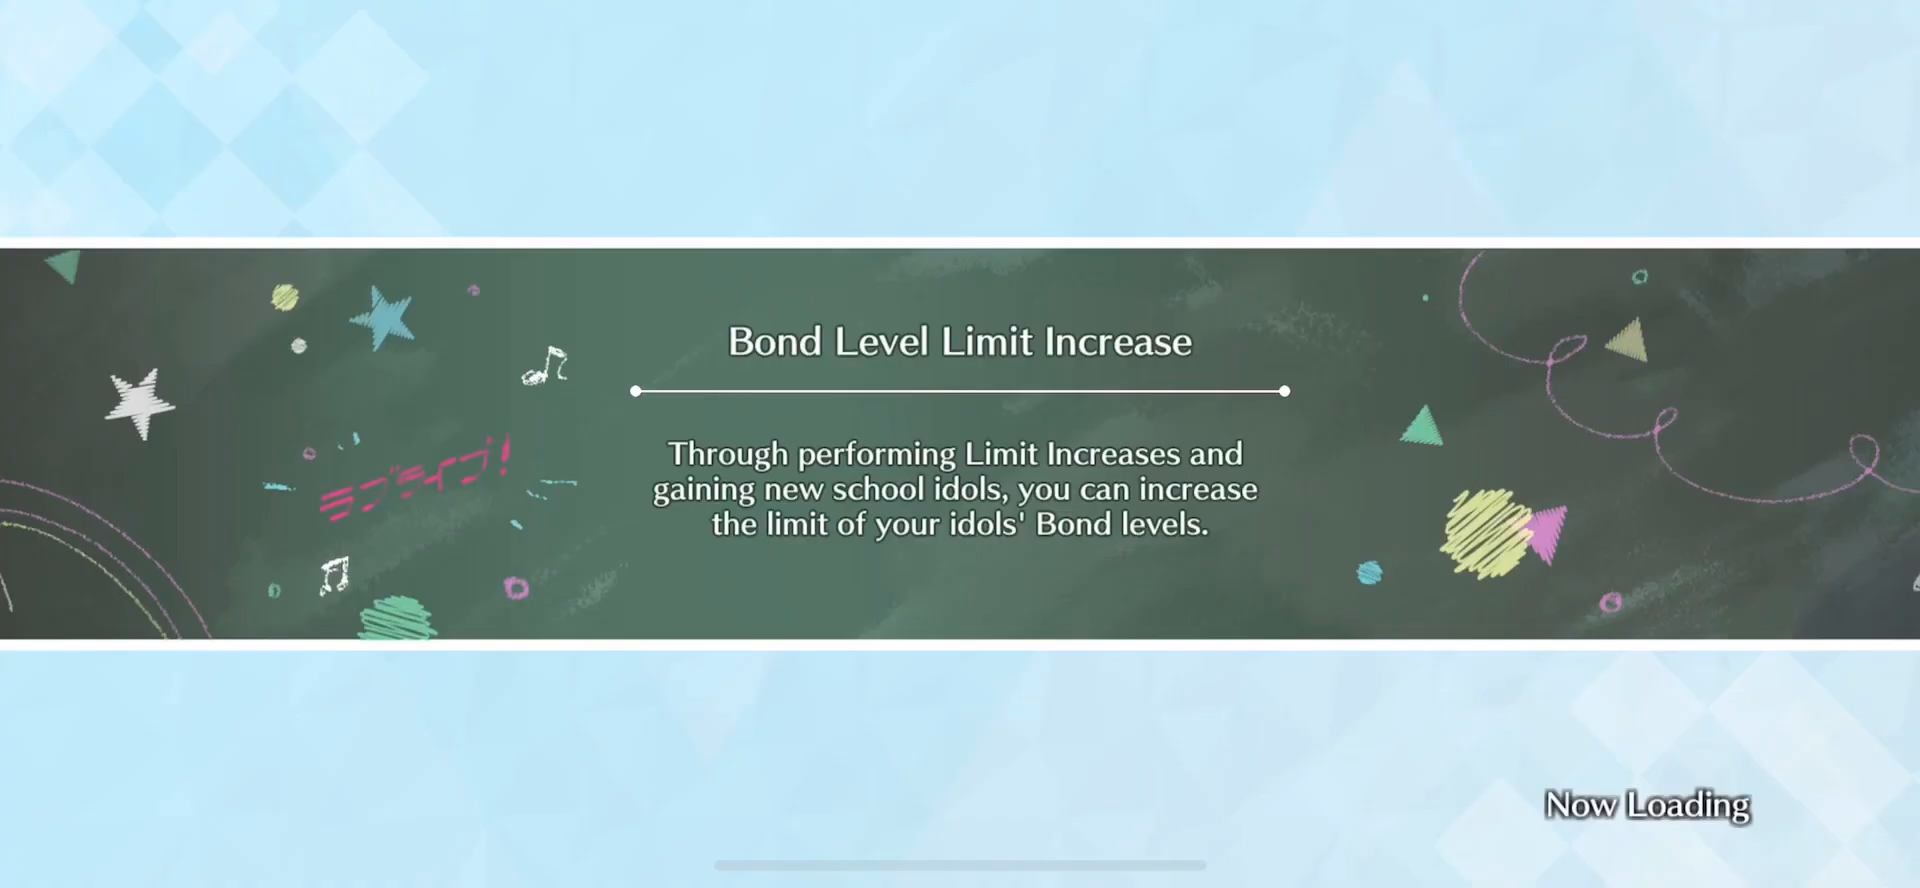 Bond Level Limit Increase
ラブライブ!
Through performing Limit Increases and
gaining new school idols, you can increase
the limit of your idols' Bond levels.
Now Loading